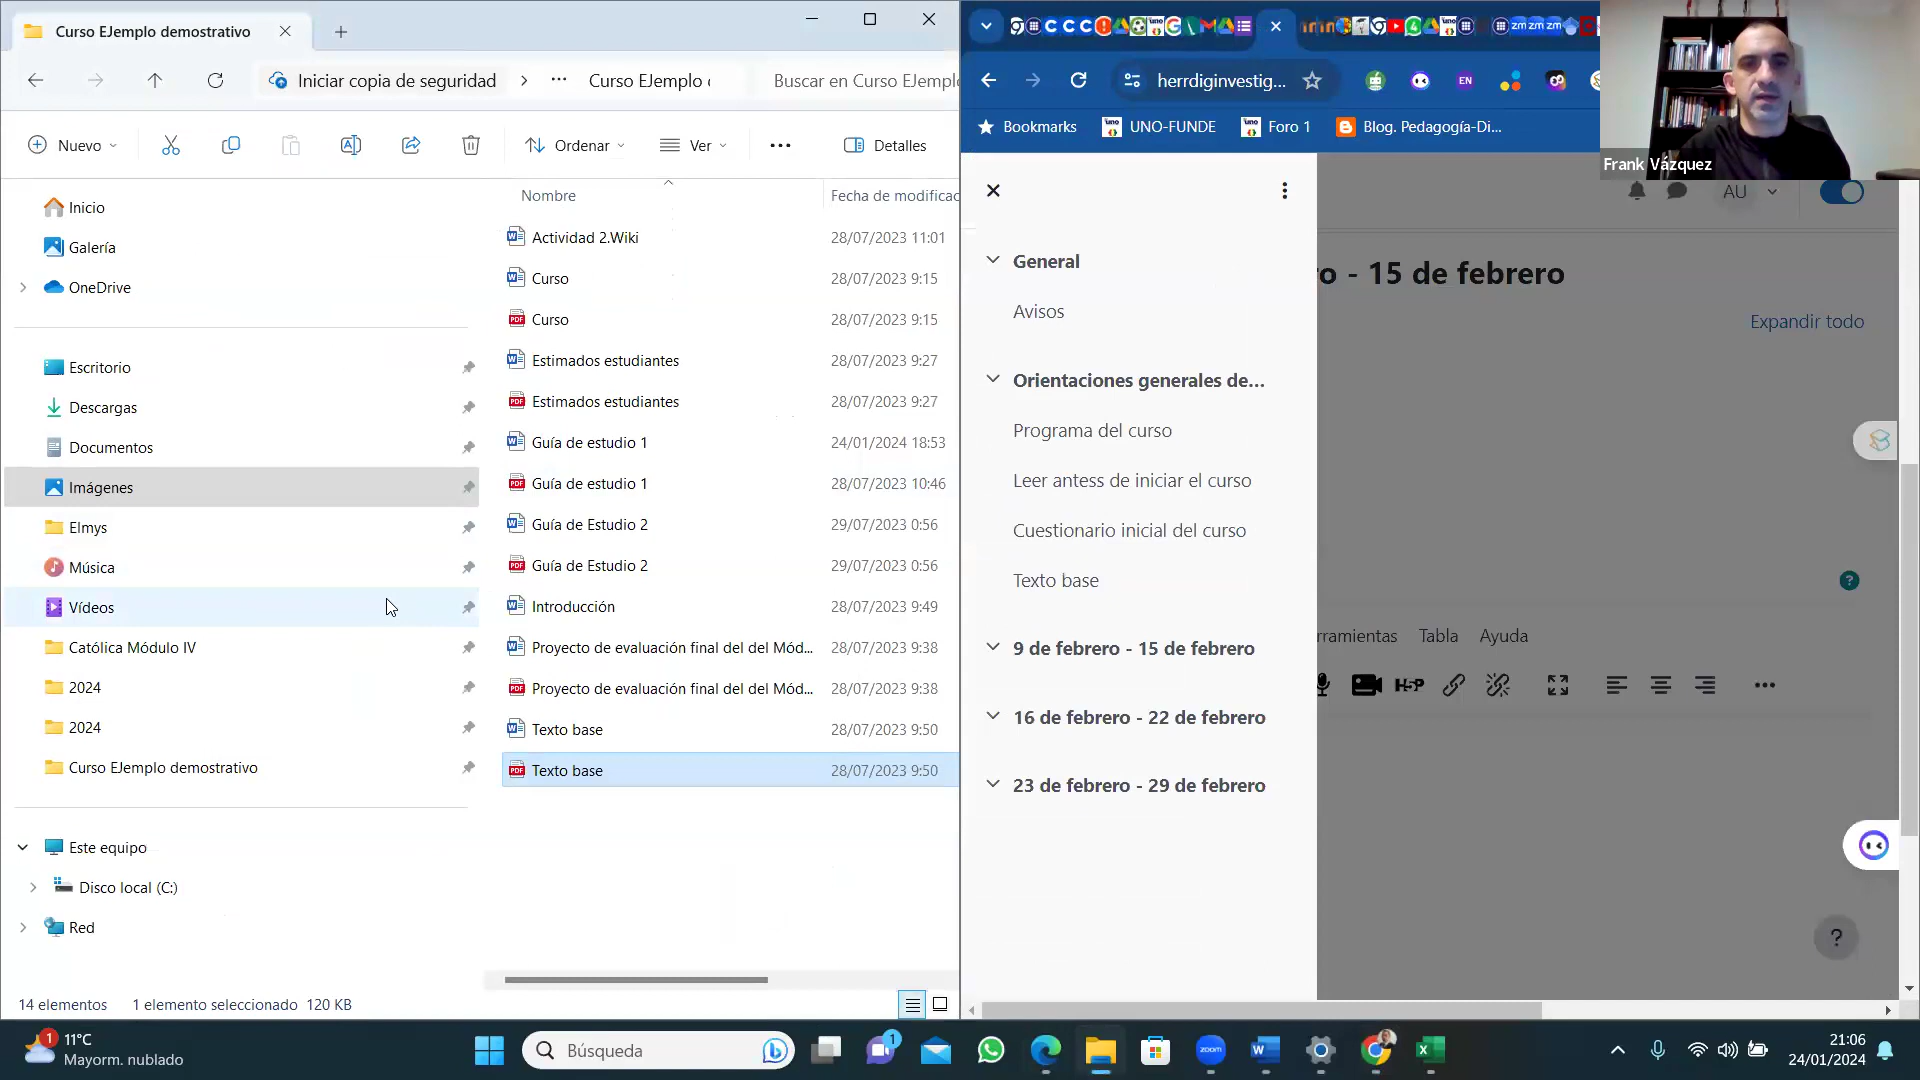 Curso EJemplo demostrativo
Iniciar copia de seguridad
Curso EJemplo
Buscar en Curso EJempl
Nuevo
Ordenar
Ver
Detalles
Inicio
Galería
OneDrive
Escritorio
Descargas
Documentos
Imágenes
Elmys
Música
Vídeos
Católica Módulo IV
2024
2024
Curso EJemplo demostrativo
Este equipo
Disco local (C:)
Red
Nombre
Fecha de modificac
Actividad 2.Wiki 28/07/2023 11:01
Curso 28/07/2023 9:15
Curso 28/07/2023 9:15
Estimados estudiantes 28/07/2023 9:27
Estimados estudiantes 28/07/2023 9:27
Guía de estudio 1 24/01/2024 18:53
Guía de estudio 1 28/07/2023 10:46
Guía de Estudio 2 29/07/2023 0:56
Guía de Estudio 2 29/07/2023 0:56
Introducción 28/07/2023 9:49
Proyecto de evaluación final del del Mód... 28/07/2023 9:38
Proyecto de evaluación final del del Mód... 28/07/2023 9:38
Texto base 28/07/2023 9:50
Texto base 28/07/2023 9:50
14 elementos
1 elemento seleccionado 120 KB
herrdiginvestig...
EN
Bookmarks
UNO-FUNDE
Foro 1
Blog. Pedagogía-Di...
Frank Vázquez
AU
General
Avisos
Orientaciones generales de...
Programa del curso
Leer antess de iniciar el curso
Cuestionario inicial del curso
Texto base
9 de febrero - 15 de febrero
16 de febrero - 22 de febrero
23 de febrero - 29 de febrero
ro - 15 de febrero
Expandir todo
rramientas
Tabla
Ayuda
H5P
?
1
11°C
Mayorm. nublado
Búsqueda
1
zoom
21:06
24/01/2024